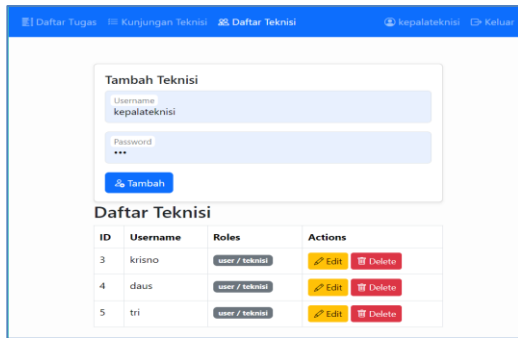 Daftar Tugas Kunjungan Teknisi Daftar Teknisi kepalateknisi Keluar
Tambah Teknisi
Username
kepalateknisi
Password
•••
Tambah
Daftar Teknisi
ID Username Roles Actions
3 krisno user / teknisi Edit Delete
4 daus user / teknisi Edit Delete
5 tri user / teknisi Edit Delete